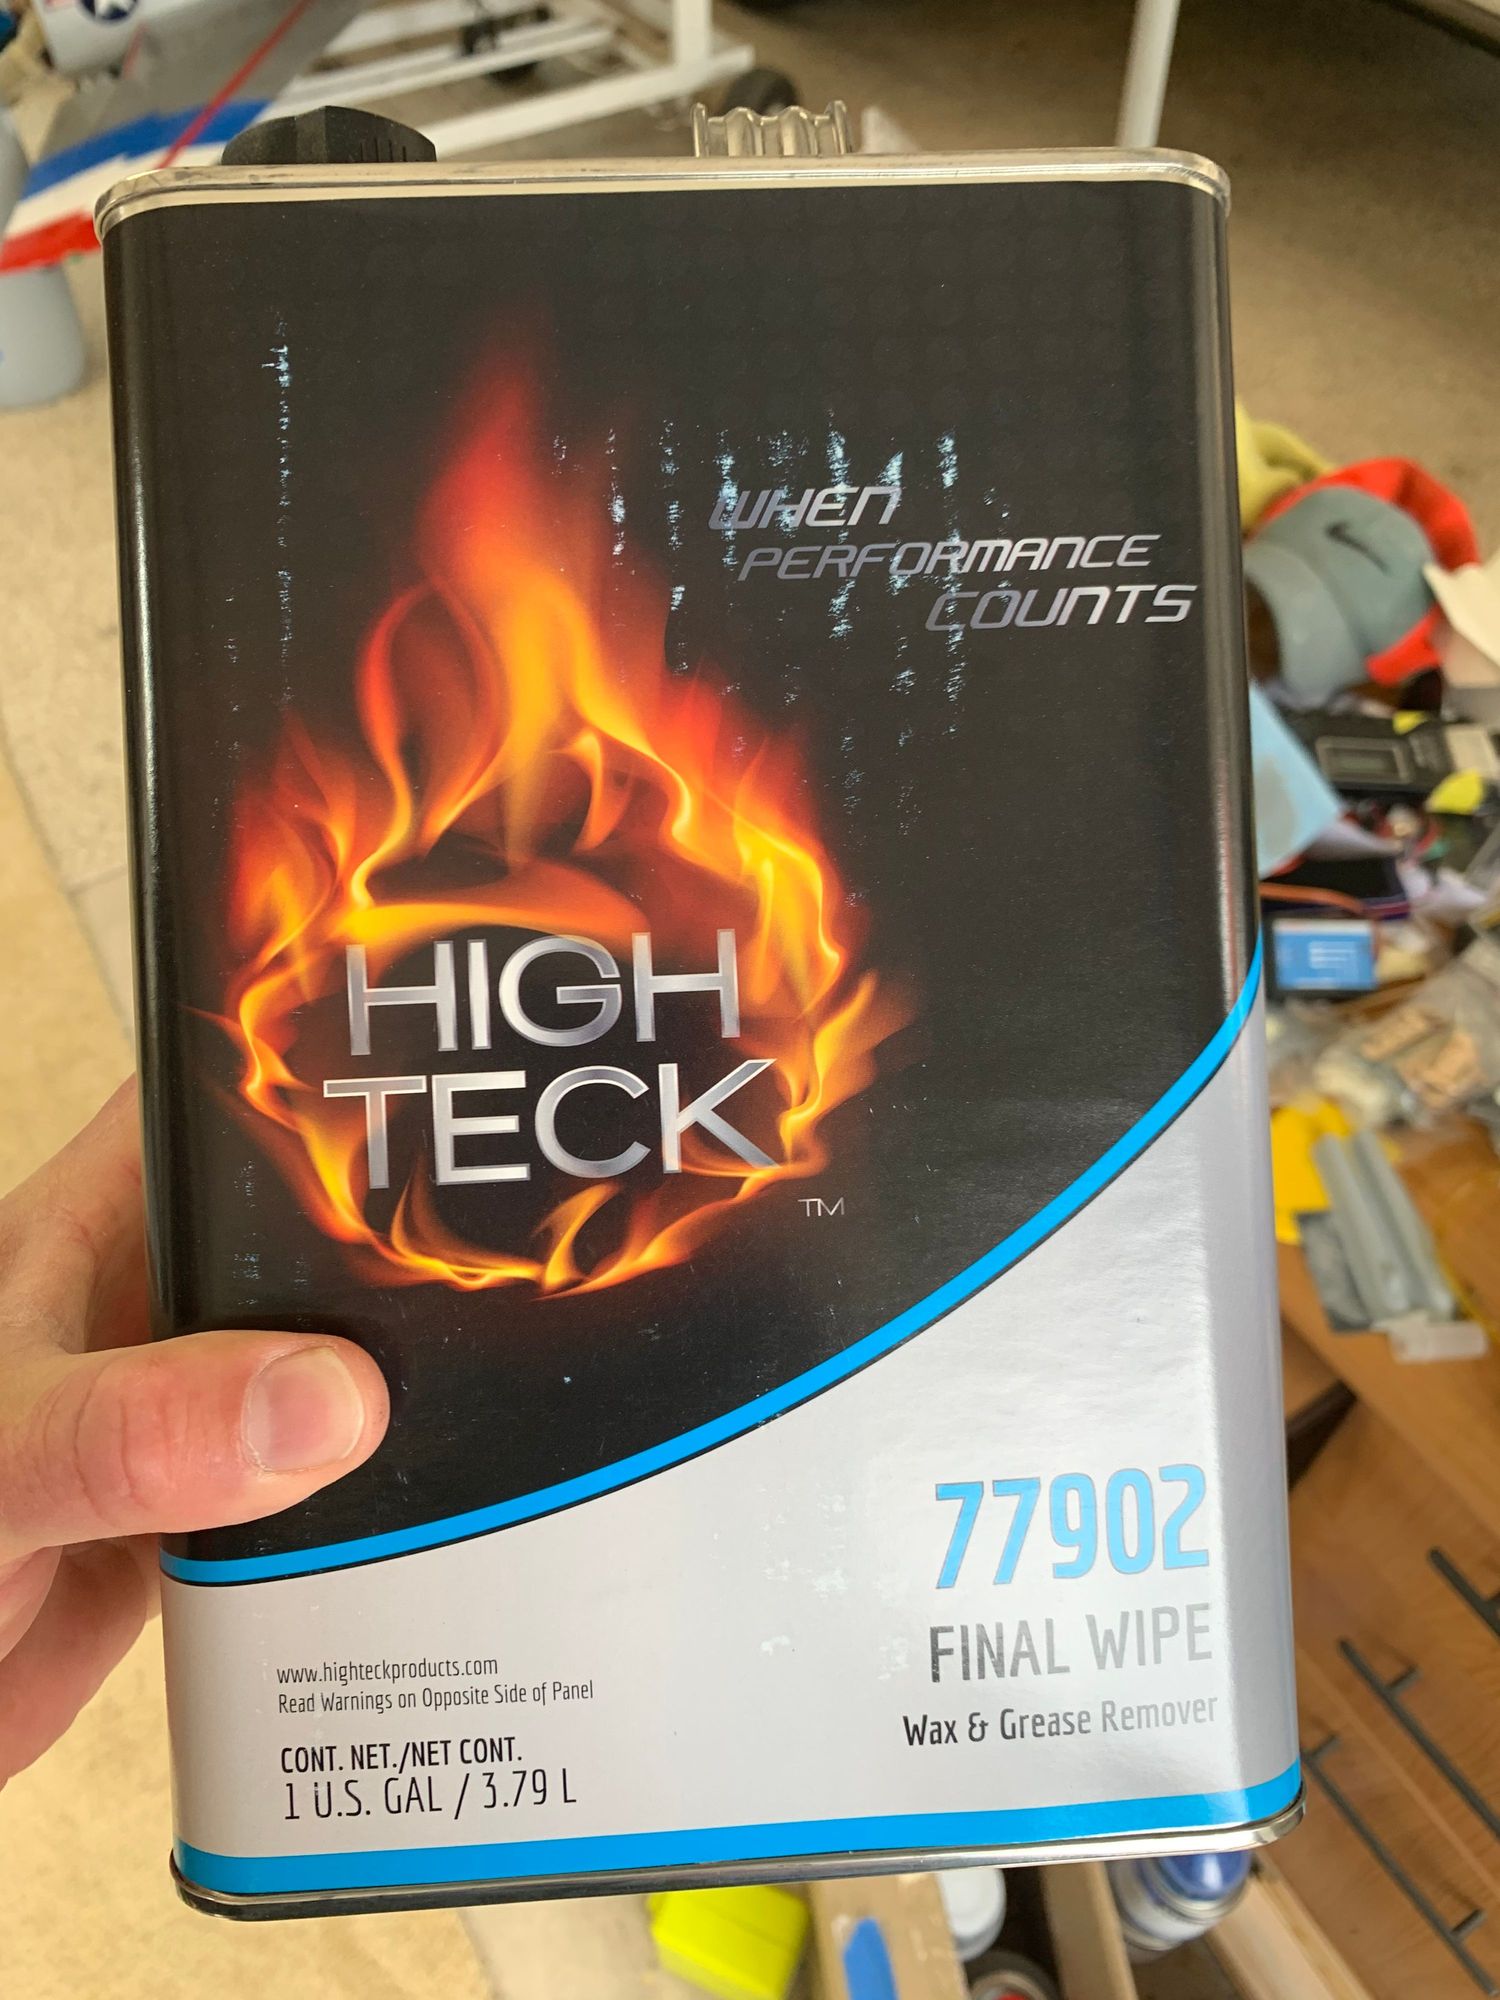 WHEN
PERFORMANCE
COUNTS
HIGH
TECK
TM
77902
FINAL WIPE
Wax & Grease Remover
www.highteckproducts.com
Read Warnings on Opposite Side of Panel
CONT. NET./NET CONT.
1 U.S. GAL / 3.79 L